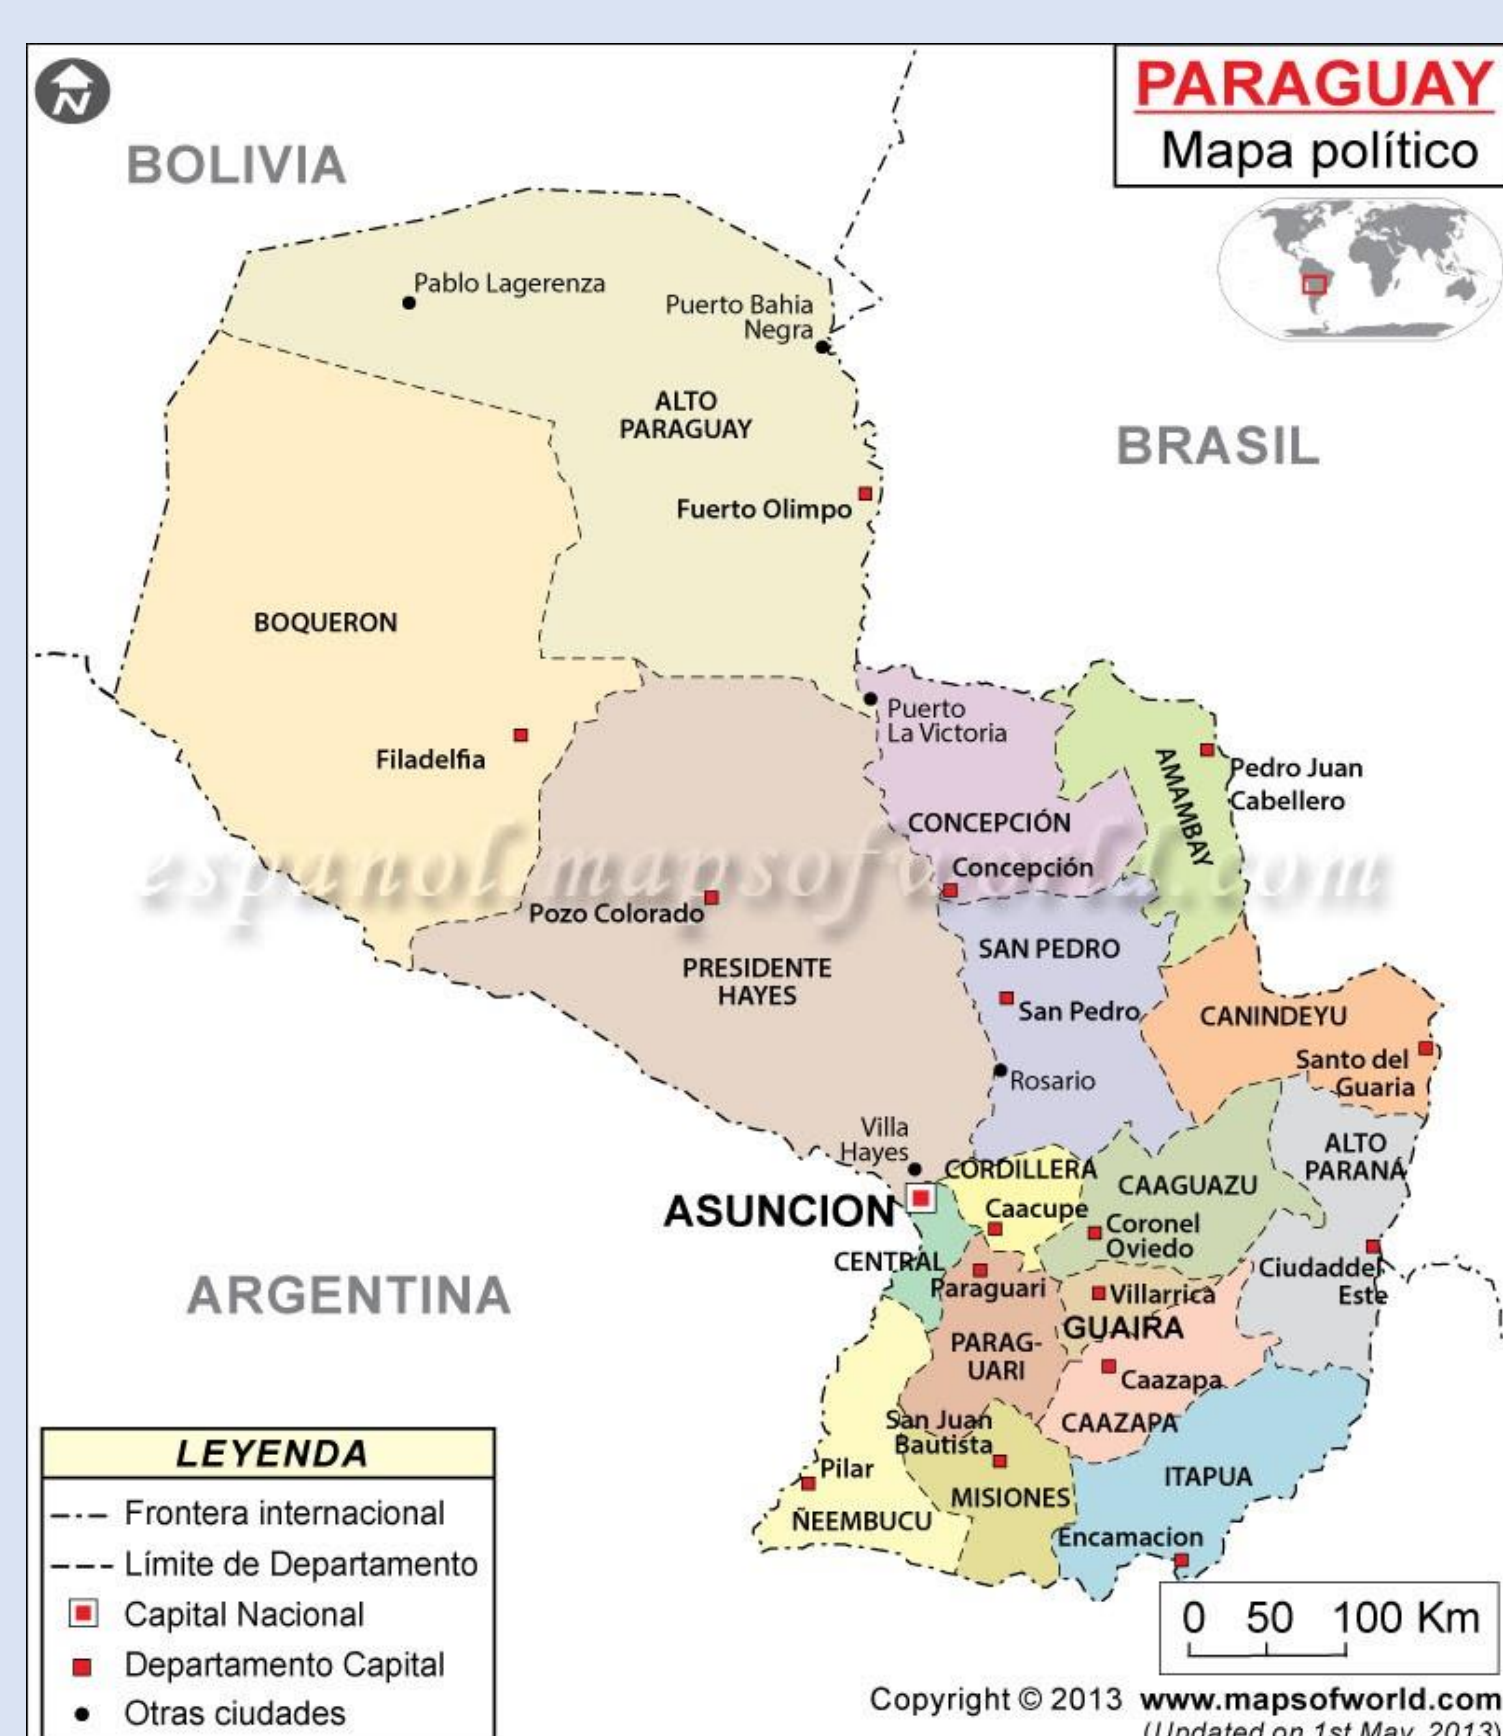 N
PARAGUAY
Mapa político
BOLIVIA
Pablo Lagerenza
Puerto Bahia
Negra
ALTO
PARAGUAY
BRASIL
Fuerto Olimpo
BOQUERON
Puerto
La Victoria
Filadelfia
AMAMBAY
Pedro Juan
Cabellero
CONCEPCIÓN
Concepción
espanol.mapsofworld.com
Pozo Colorado
PRESIDENTE
HAYES
SAN PEDRO
San Pedro
CANINDEYU
Santo del
Guaria
Rosario
Villa
Hayes
ALTO
PARANÁ
CORDILLERA
CAAGUAZU
ASUNCION
Caacupe
Coronel
Oviedo
CENTRAL
Ciudaddel
Este
Paraguari
Villarrica
ARGENTINA
GUAIRA
PARAG-
UARI
Caazapa
San Juan
Bautista
CAAZAPA
Pilar
ITAPUA
MISIONES
ÑEEMBUCU
Encamacion
LEYENDA
Frontera internacional
Límite de Departamento
Capital Nacional
Departamento Capital
Otras ciudades
0 50 100 Km
Copyright © 2013 www.mapsofworld.com
(Updated on 1st May, 2013)